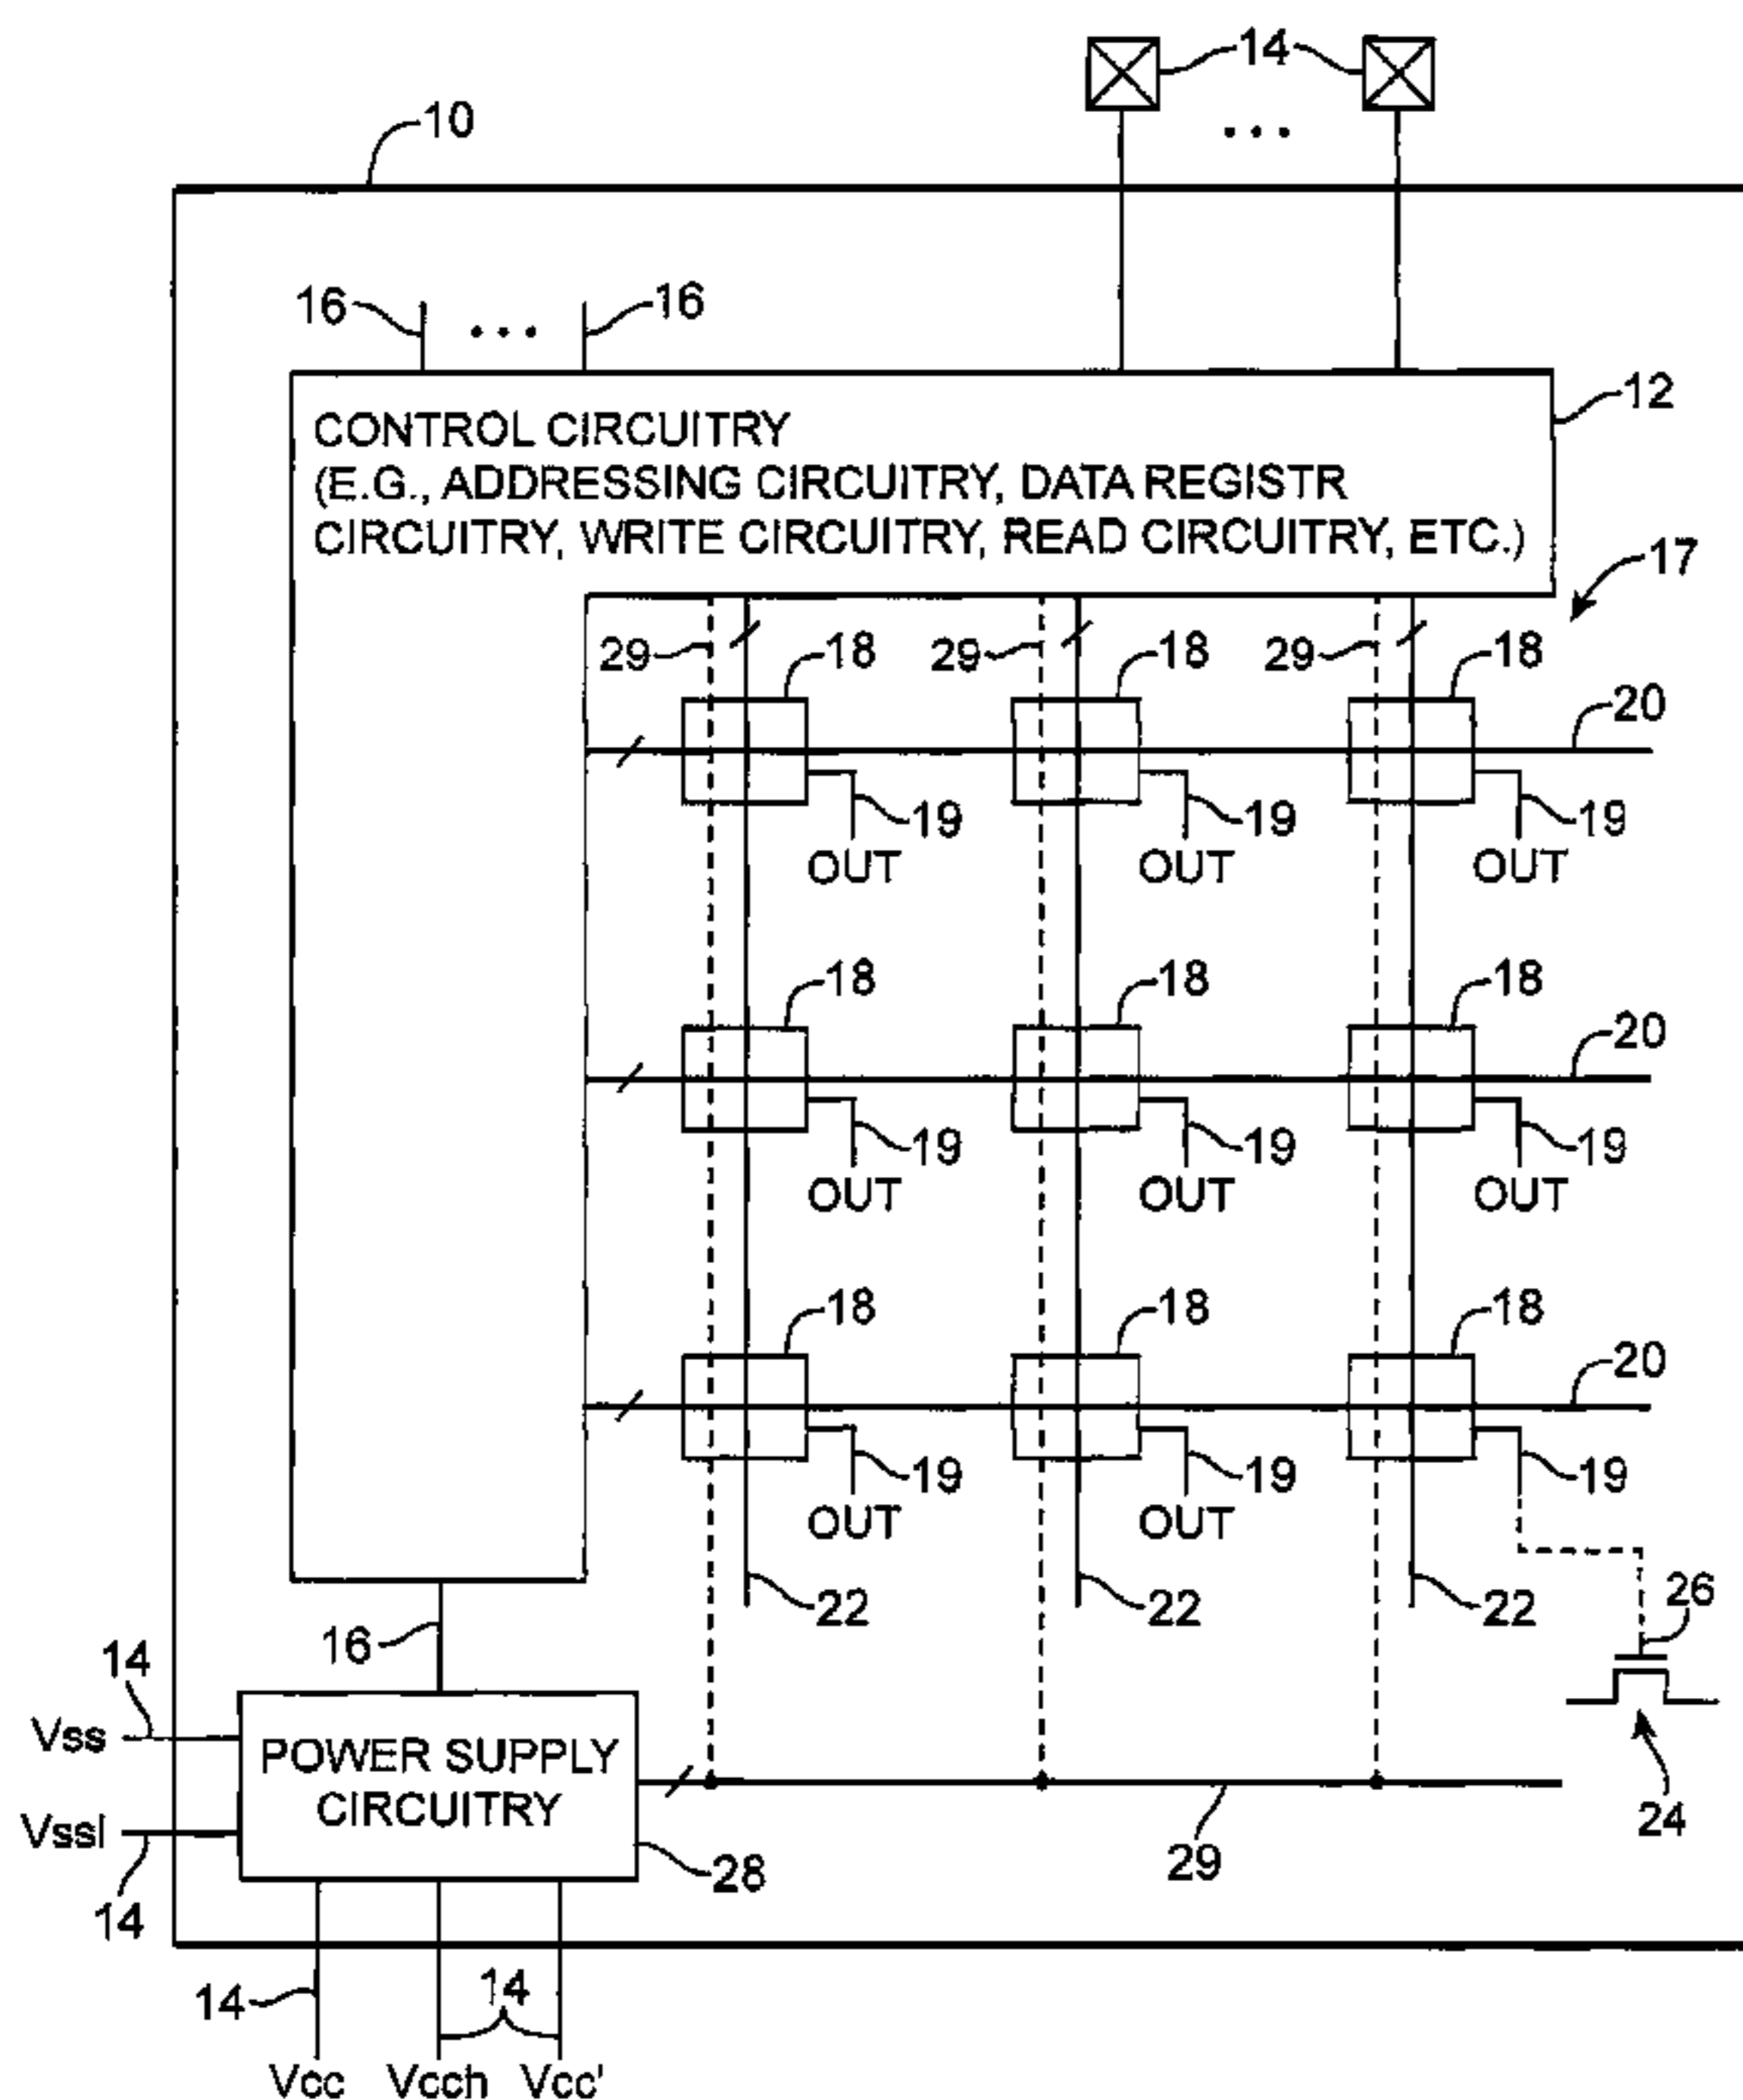 14
10
16 16
12
CONTROL CIRCUITRY
(E.G., ADDRESSING CIRCUITRY, DATA REGISTR
CIRCUITRY, WRITE CIRCUITRY, READ CIRCUITRY, ETC.)
17
29 18 29 18 29 18
20
19 19 19
OUT OUT OUT
18 18 18
20
19 19 19
OUT OUT OUT
18 18 18
20
19 19 19
OUT OUT
22 22 22
26
16
14
Vss
POWER SUPPLY
CIRCUITRY
Vssl
24
29
28
14
14
14
Vcc Vcch Vcc'